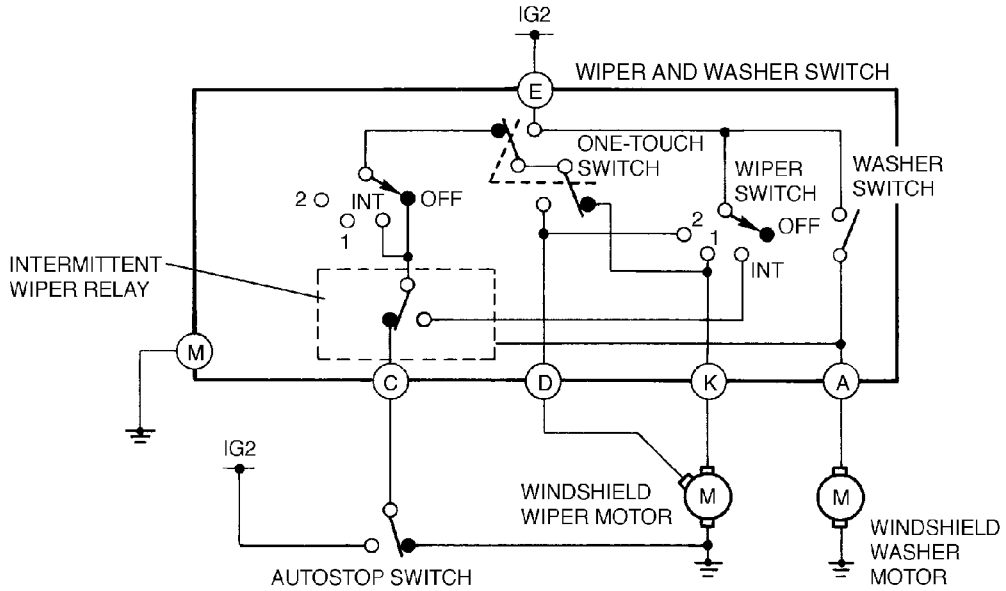 IG2
WIPER AND WASHER SWITCH
E
ONE-TOUCH
SWITCH
WIPER
SWITCH
WASHER
SWITCH
2
INT
OFF
1
2
1
OFF
INT
INTERMITTENT
WIPER RELAY
M
C
D
K
A
IG2
WINDSHIELD
WIPER MOTOR
M
M
WINDSHIELD
WASHER
MOTOR
AUTOSTOP SWITCH